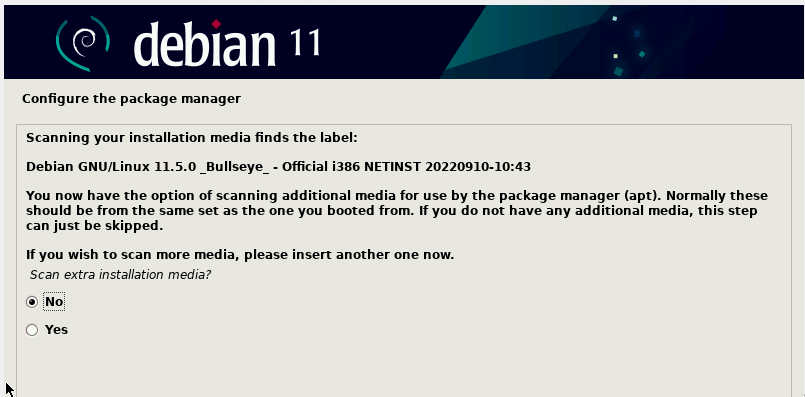 debian 11
Configure the package manager
Scanning your installation media finds the label:
Debian GNU/Linux 11.5.0 _Bullseye_ - Official i386 NETINST 20220910-10:43
You now have the option of scanning additional media for use by the package manager (apt). Normally these
should be from the same set as the one you booted from. If you do not have any additional media, this step
can just be skipped.
If you wish to scan more media, please insert another one now.
Scan extra installation media?
No
Yes